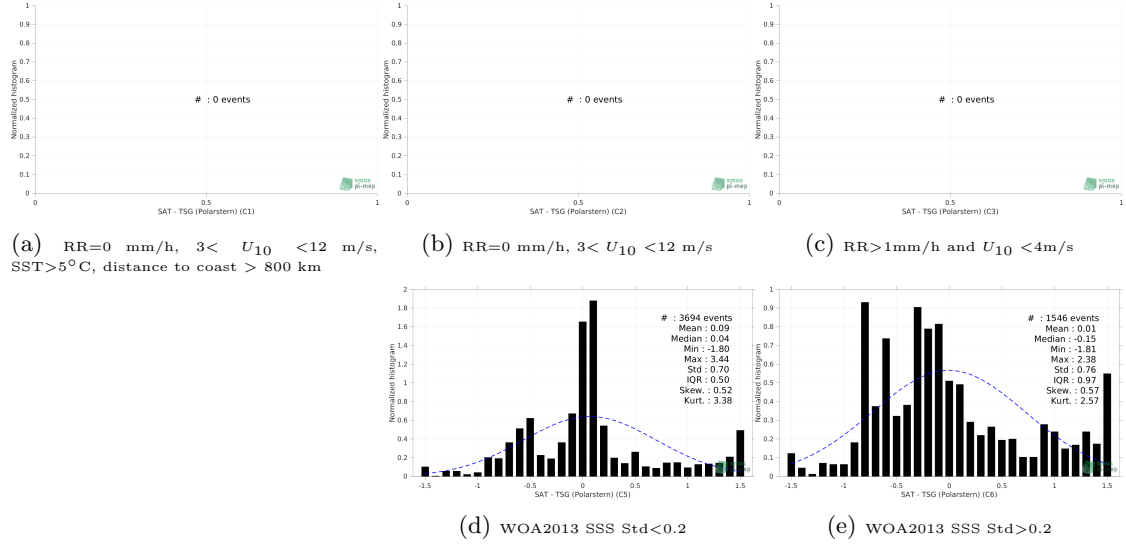 1
0.9
0.8
0.7
0.6
0.5
0.4
0.3
0.2
0.1
0
Normalized histogram
# : 0 events
smos
pi-mep
0 0.5 1
SAT - TSG (Polarstern) (C1)
(a) RR=0 mm/h, 3< U10 <12 m/s,
SST>5°C, distance to coast > 800 km
1
0.9
0.8
0.7
0.6
0.5
0.4
0.3
0.2
0.1
0
Normalized histogram
# : 0 events
smos
pi-mep
0 0.5 1
SAT - TSG (Polarstern) (C2)
(b) RR=0 mm/h, 3< U10 <12 m/s
1
0.9
0.8
0.7
0.6
0.5
0.4
0.3
0.2
0.1
0
Normalized histogram
# : 0 events
smos
pi-mep
0 0.5 1
SAT - TSG (Polarstern) (C3)
(c) RR>1mm/h and U10 <4m/s
2
1.8
1.6
1.4
1.2
1
0.8
0.6
0.4
0.2
0
Normalized histogram
# : 3694 events
Mean : 0.09
Median : 0.04
Min : -1.80
Max : 3.44
Std : 0.70
IQR : 0.50
Skew. : 0.52
Kurt. : 3.38
smos
pi-mep
-1.5 -1 -0.5 0 0.5 1 1.5
SAT - TSG (Polarstern) (C5)
(d) WOA2013 SSS Std<0.2
1
0.9
0.8
0.7
0.6
0.5
0.4
0.3
0.2
0.1
0
Normalized histogram
# : 1546 events
Mean : 0.01
Median : -0.15
Min : -1.81
Max : 2.38
Std : 0.76
IQR : 0.97
Skew. : 0.57
Kurt. : 2.57
smos
pi-mep
-1.5 -1 -0.5 0 0.5 1 1.5
SAT - TSG (Polarstern) (C6)
(e) WOA2013 SSS Std>0.2